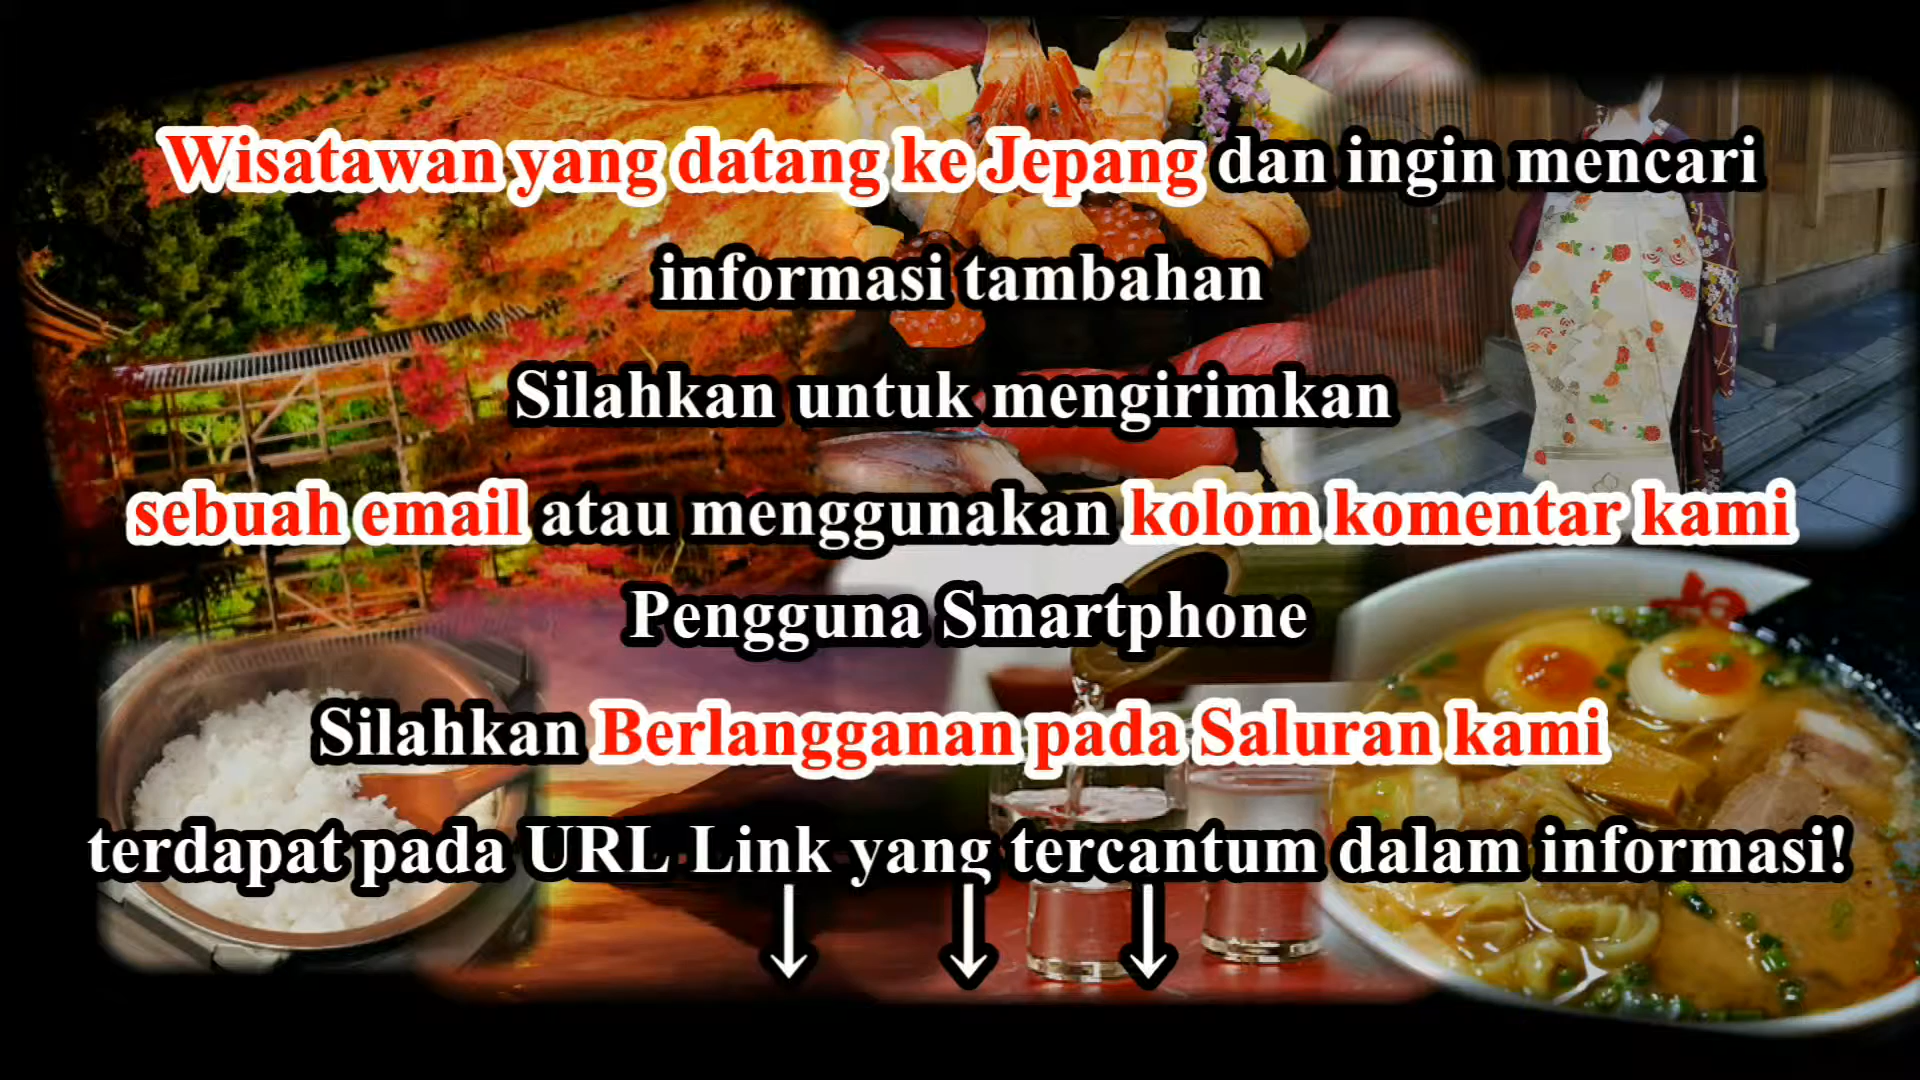 Wisatawan yang datang ke Jepang dan ingin mencari
informasi tambahan
Silahkan untuk mengirimkan
sebuah email atau menggunakan kolom komentar kami
Pengguna Smartphone
Silahkan Berlangganan pada Saluran kami
terdapat pada URL Link yang tercantum dalam informasi!
↓ ↓ ↓